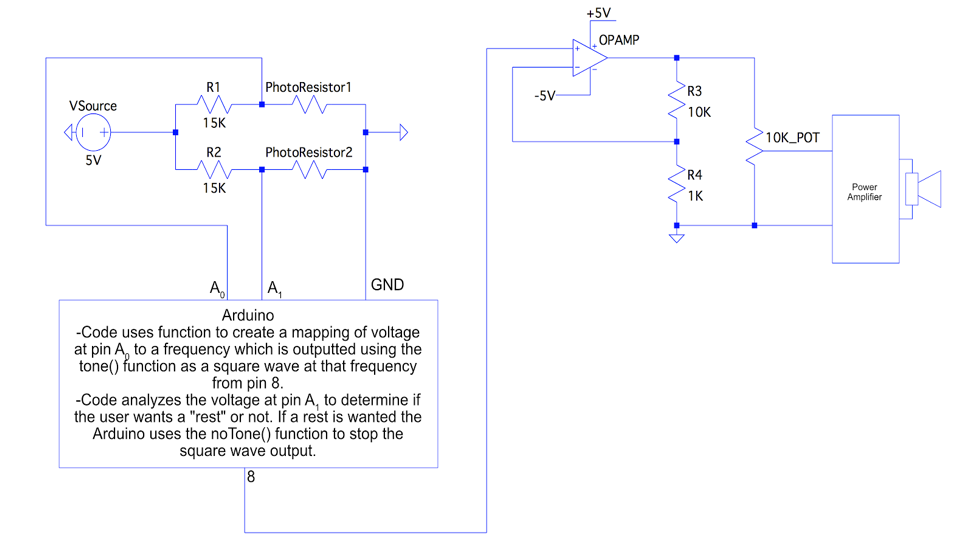 +5V
OPAMP
-5V
R1
PhotoResistor1
VSource
15K
5V
R2
PhotoResistor2
15K
R3
10K
10K_POT
R4
1K
Power
Amplifier
A0
A1
GND
Arduino
-Code uses function to create a mapping of voltage
at pin A0 to a frequency which is outputted using the
tone() function as a square wave at that frequency
from pin 8.
-Code analyzes the voltage at pin A1 to determine if
the user wants a "rest" or not. If a rest is wanted the
Arduino uses the noTone() function to stop the
square wave output.
8